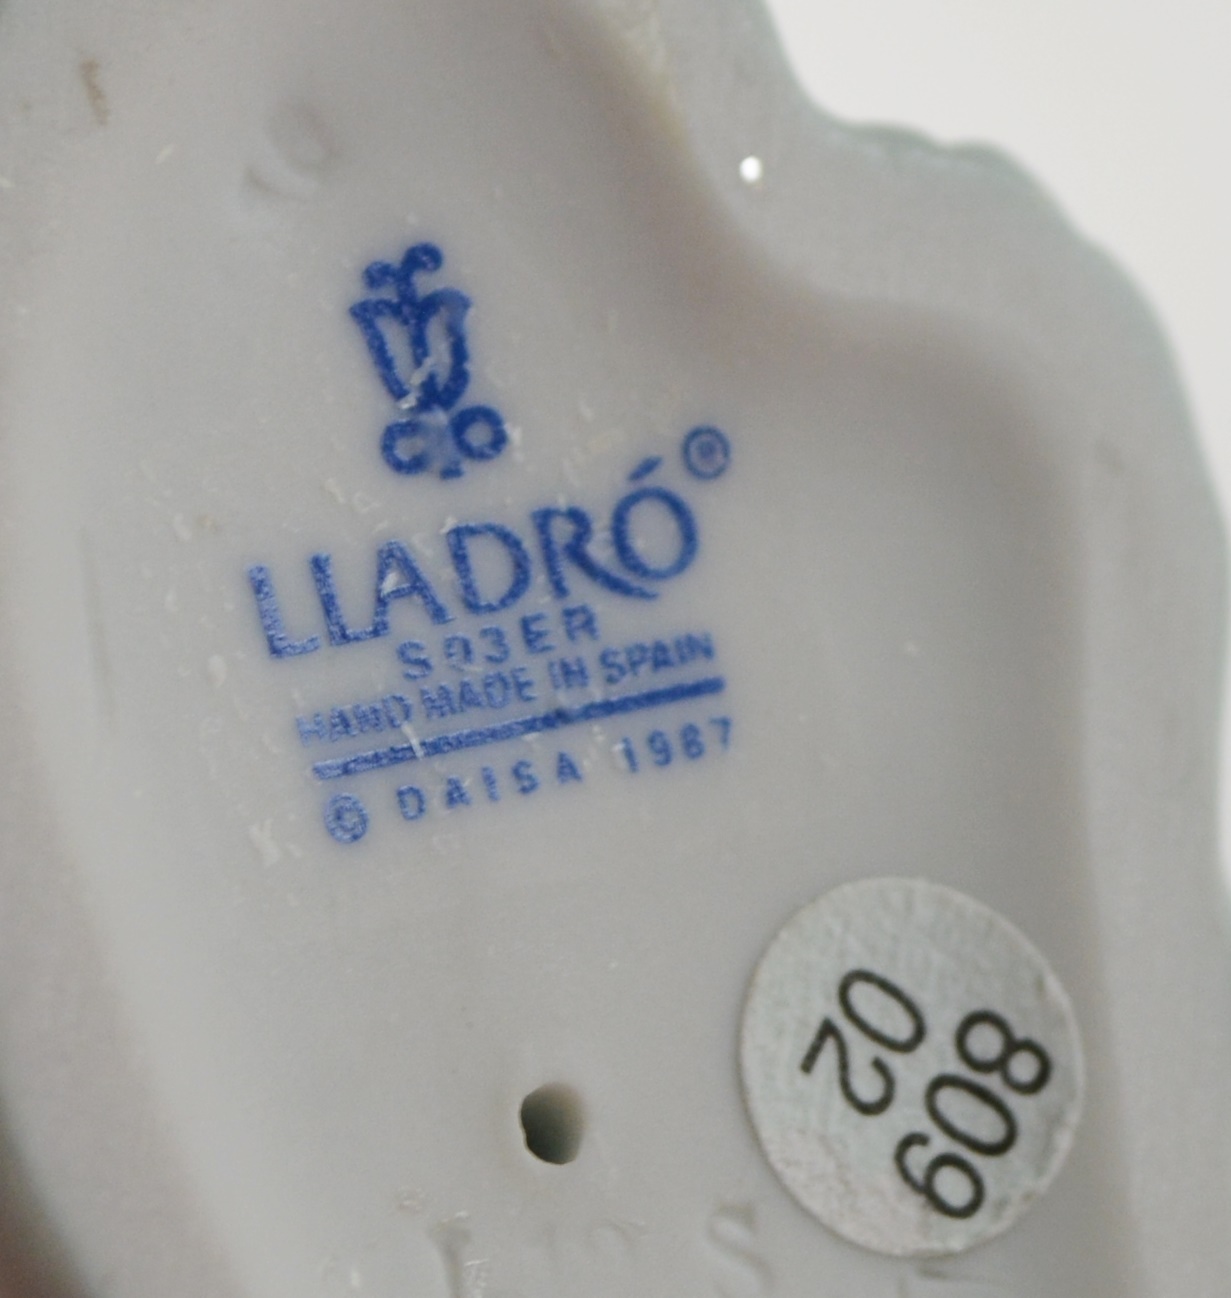 LLADRÓ®
S03ER
HAND MADE IN SPAIN
© DAISA 1987
809
02